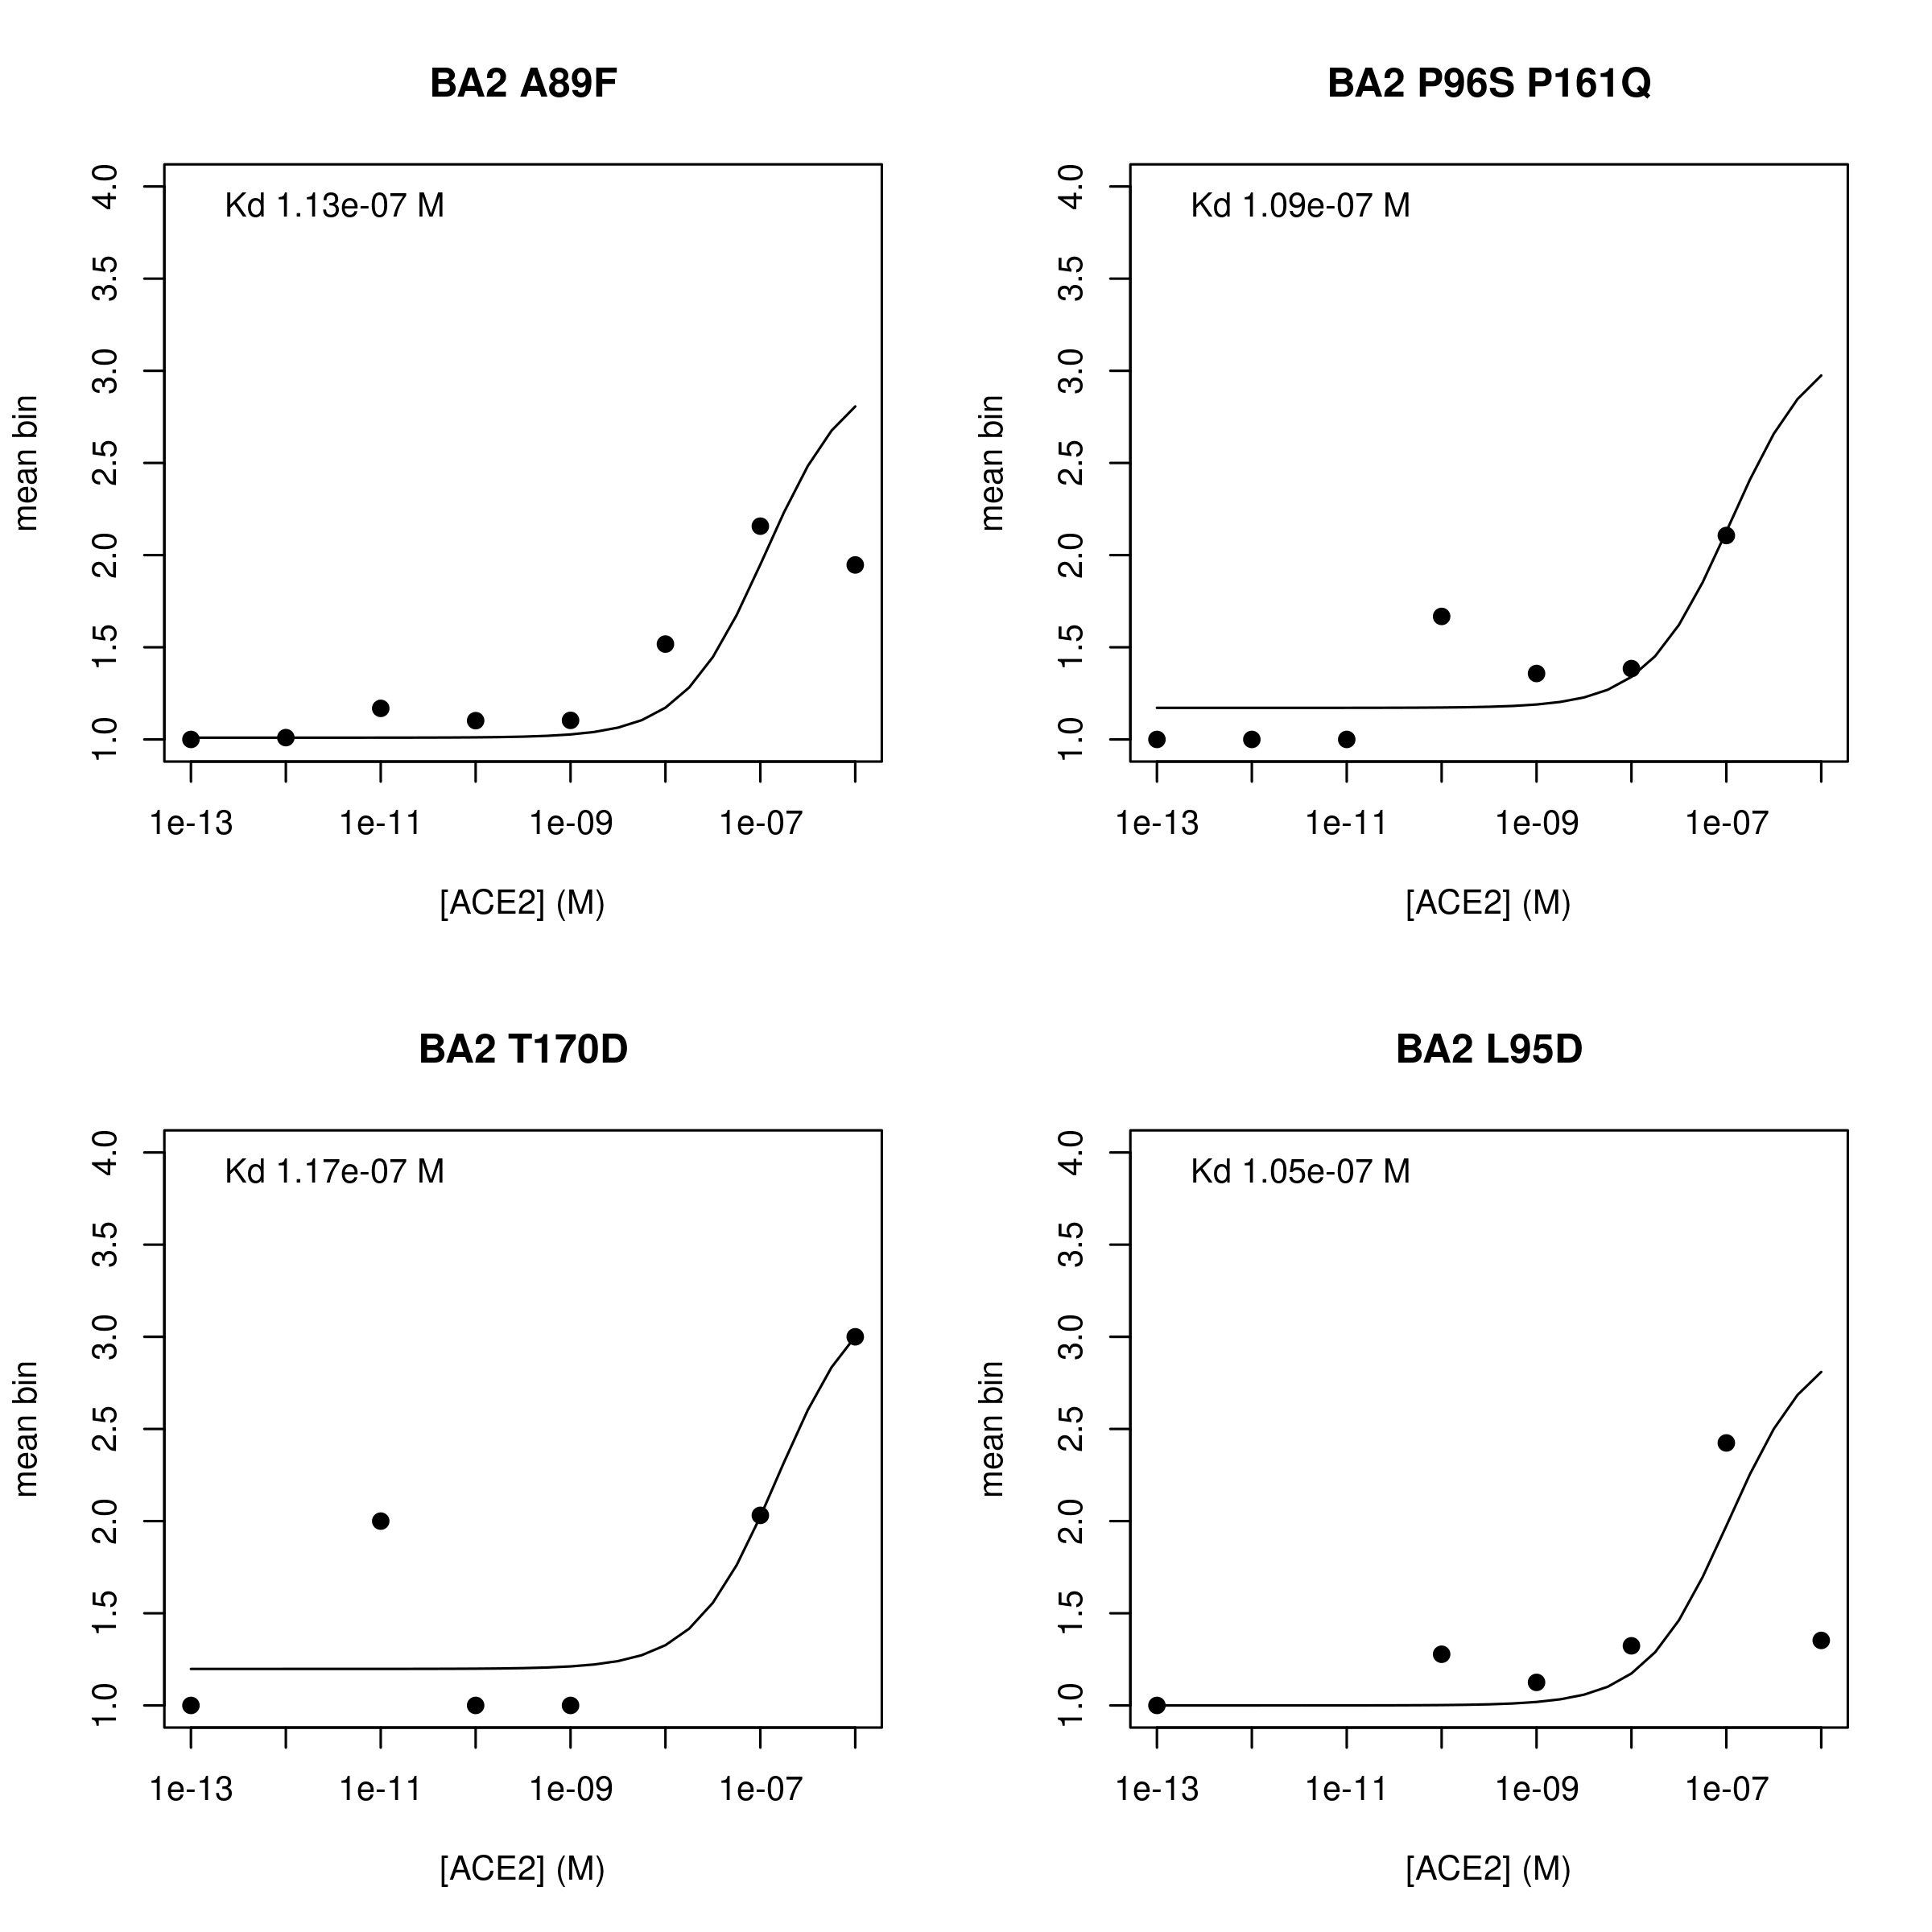 BA2 A89F
Kd 1.13e-07 M
4.0
3.5
3.0
2.5
2.0
1.5
1.0
mean bin
1e-13 1e-11 1e-09 1e-07
[ACE2] (M)
BA2 P96S P161Q
Kd 1.09e-07 M
4.0
3.5
3.0
2.5
2.0
1.5
1.0
mean bin
1e-13 1e-11 1e-09 1e-07
[ACE2] (M)
BA2 T170D
Kd 1.17e-07 M
4.0
3.5
3.0
2.5
2.0
1.5
1.0
mean bin
1e-13 1e-11 1e-09 1e-07
[ACE2] (M)
BA2 L95D
Kd 1.05e-07 M
4.0
3.5
3.0
2.5
2.0
1.5
1.0
mean bin
1e-13 1e-11 1e-09 1e-07
[ACE2] (M)